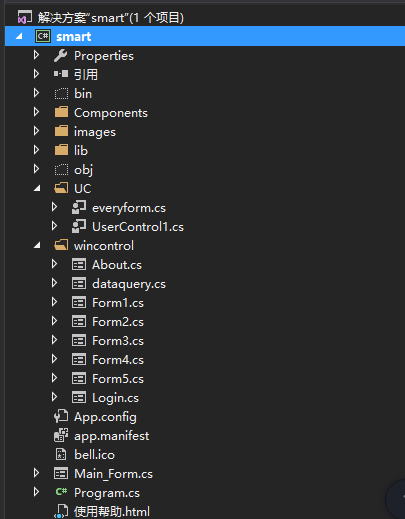 解决方案"smart"(1 个项目)
C# smart
Properties
引用
bin
Components
images
lib
obj
UC
everyform.cs
UserControl1.cs
wincontrol
About.cs
dataquery.cs
Form1.cs
Form2.cs
Form3.cs
Form4.cs
Form5.cs
Login.cs
App.config
app.manifest
bell.ico
Main_Form.cs
C# Program.cs
使用帮助.html